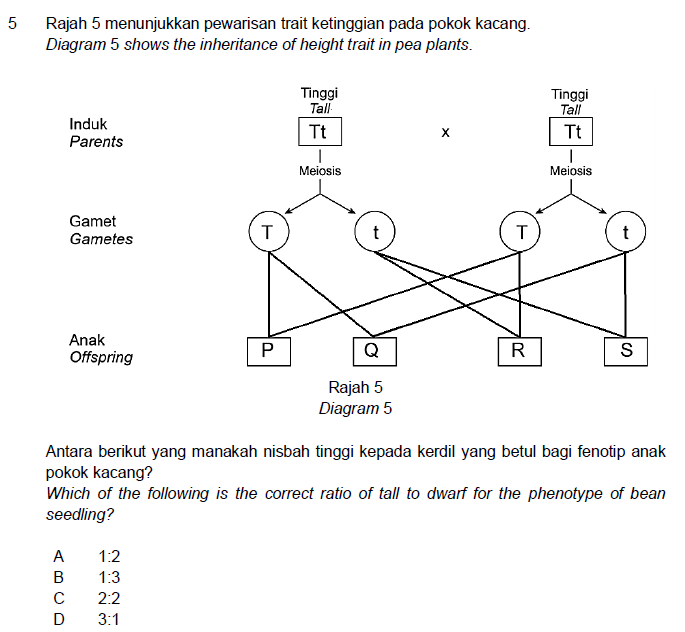 5 Rajah 5 menunjukkan pewarisan trait ketinggian pada pokok kacang.
Diagram 5 shows the inheritance of height trait in pea plants.
Tinggi Tinggi
Tall Tall
Induk Tt x Tt
Parents
Meiosis Meiosis
Gamet T t T t
Gametes
Anak P Q R S
Offspring
Rajah 5
Diagram 5
Antara berikut yang manakah nisbah tinggi kepada kerdil yang betul bagi fenotip anak
pokok kacang?
Which of the following is the correct ratio of tall to dwarf for the phenotype of bean
seedling?
A 1:2
B 1:3
C 2:2
D 3:1